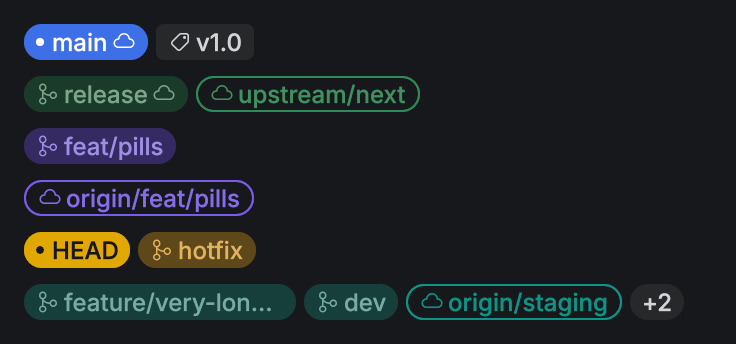 main v1.0
release upstream/next
feat/pills
origin/feat/pills
HEAD hotfix
feature/very-lon... dev origin/staging +2